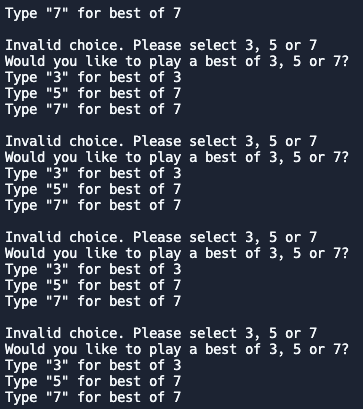 Type "7" for best of 7

Invalid choice. Please select 3, 5 or 7
Would you like to play a best of 3, 5 or 7?
Type "3" for best of 3
Type "5" for best of 7
Type "7" for best of 7

Invalid choice. Please select 3, 5 or 7
Would you like to play a best of 3, 5 or 7?
Type "3" for best of 3
Type "5" for best of 7
Type "7" for best of 7

Invalid choice. Please select 3, 5 or 7
Would you like to play a best of 3, 5 or 7?
Type "3" for best of 3
Type "5" for best of 7
Type "7" for best of 7

Invalid choice. Please select 3, 5 or 7
Would you like to play a best of 3, 5 or 7?
Type "3" for best of 3
Type "5" for best of 7
Type "7" for best of 7